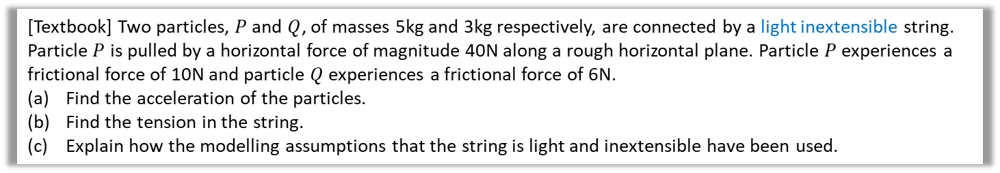 [Textbook] Two particles, P and Q, of masses 5kg and 3kg respectively, are connected by a light inextensible string.
Particle P is pulled by a horizontal force of magnitude 40N along a rough horizontal plane. Particle P experiences a
frictional force of 10N and particle Q experiences a frictional force of 6N.
(a) Find the acceleration of the particles.
(b) Find the tension in the string.
(c) Explain how the modelling assumptions that the string is light and inextensible have been used.